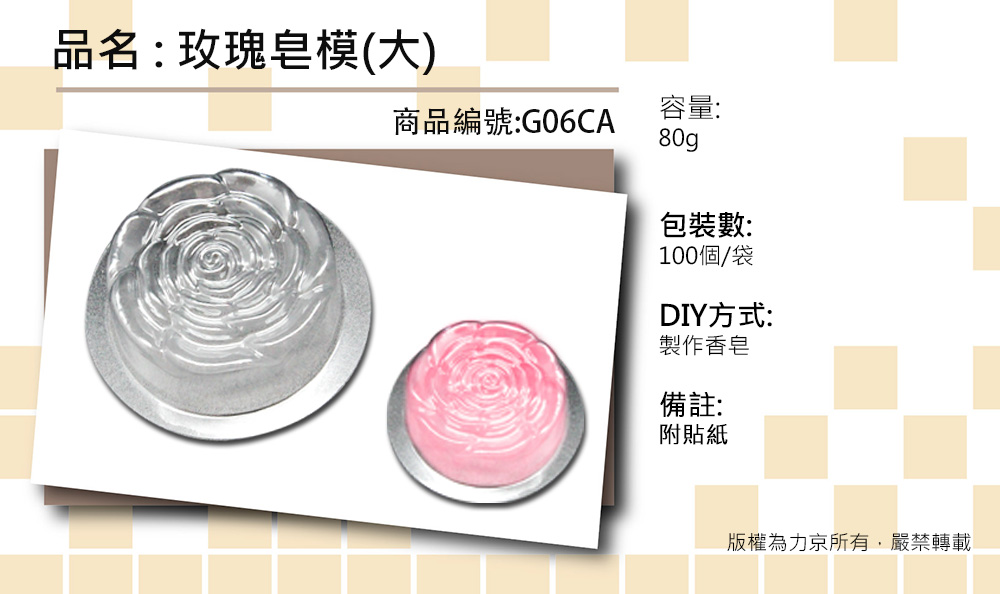 品名 : 玫瑰皂模(大)
商品編號:G06CA
容量:
80g
包裝數:
100個/袋
DIY方式:
製作香皂
備註:
附貼紙
版權為力京所有，嚴禁轉載